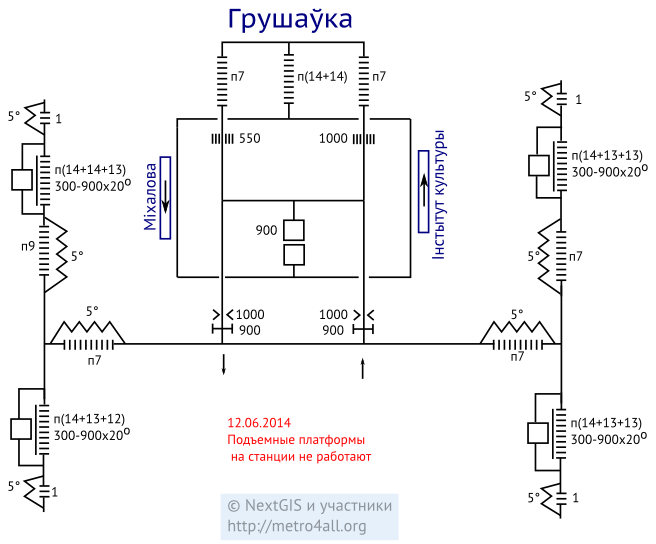 Грушаўка
п7
п(14+14)
п7
5°
1
5°
1
550
1000
п(14+14+13)
300-900x20°
Міхалова
Інстытут культуры
п(14+13+13)
300-900x20°
900
п9
5°
5°
п7
1000
900
1000
900
5°
п7
5°
п7
п(14+13+12)
300-900x20°
12.06.2014
Подъемные платформы
на станции не работают
п(14+13+13)
300-900x20°
5°
1
5°
1
© NextGIS и участники
http://metro4all.org